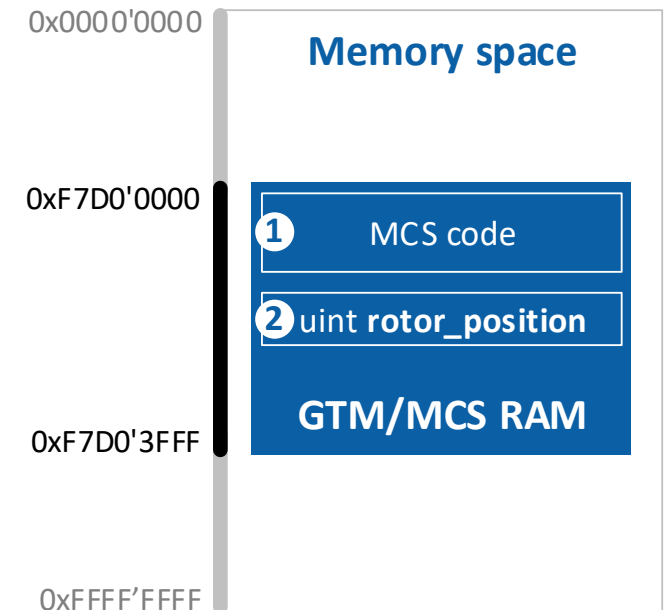 0x0000'0000
Memory space
0xF7D0'0000
1 MCS code
2 uint rotor_position
GTM/MCS RAM
0xF7D0'3FFF
0xFFFF’FFFF